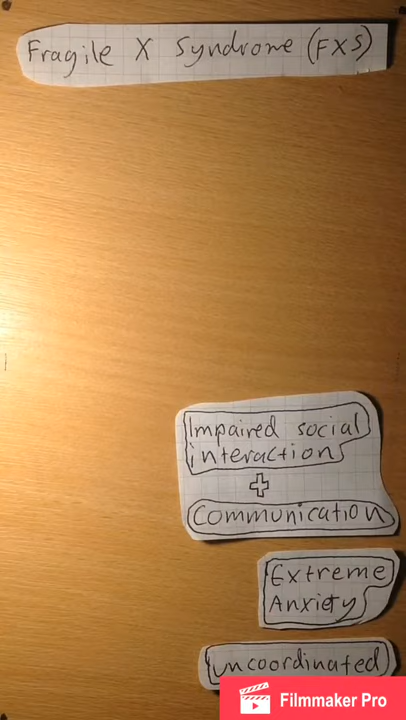 Fragile X Syndrome (FXS)
Impaired social
interaction
+
Communication
Extreme
Anxiety
Uncoordinated
Filmmaker Pro